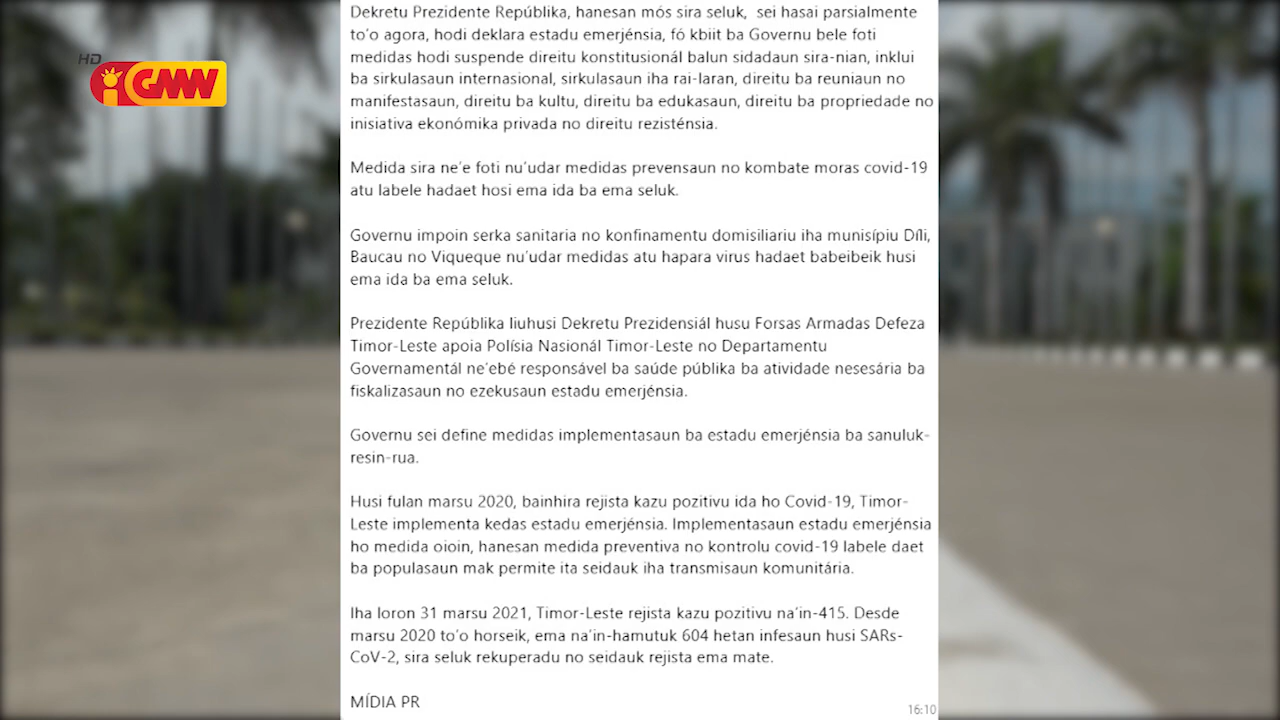 HD
GMN
Dekretu Prezidente Repúblika, hanesan mós sira seluk, sei hasai parsialmente
to’o agora, hodi deklara estadu emerjénsia, fó kbiit ba Governu bele foti
medidas hodi suspende direitu konstitusionál balun sidadaun sira-nian, inklui
ba sirkulasaun internasional, sirkulasaun iha rai-laran, direitu ba reuniaun no
manifestasaun, direitu ba kultu, direitu ba edukasaun, direitu ba propriedade no
inisiativa ekonómika privada no direitu rezisténsia.
Medida sira ne’e foti nu’udar medidas prevensaun no kombate moras covid-19
atu labele hadaet hosi ema ida ba ema seluk.
Governu impoin serka sanitaria no konfinamentu domisiliariu iha munisípiu Díli,
Baucau no Viqueque nu’udar medidas atu hapara virus hadaet babeibeik husi
ema ida ba ema seluk.
Prezidente Repúblika liuhusi Dekretu Prezidensiál husu Forsas Armadas Defeza
Timor-Leste apoia Polísia Nasionál Timor-Leste no Departamentu
Governamentál ne’ebé responsável ba saúde públika ba atividade nesesária ba
fiskalizasaun no ezekusaun estadu emerjénsia.
Governu sei define medidas implementasaun ba estadu emerjénsia ba sanuluk-
resin-rua.
Husi fulan marsu 2020, bainhira rejista kazu pozitivu ida ho Covid-19, Timor-
Leste implementa kedas estadu emerjénsia. Implementasaun estadu emerjénsia
ho medida oioin, hanesan medida preventiva no kontrolu covid-19 labele daet
ba populasaun mak permite ita seidauk iha transmisaun komunitária.
Iha loron 31 marsu 2021, Timor-Leste rejista kazu pozitivu na’in-415. Desde
marsu 2020 to’o horseik, ema na’in-hamutuk 604 hetan infesaun husi SARs-
CoV-2, sira seluk rekuperadu no seidauk rejista ema mate.
MÍDIA PR
16:10